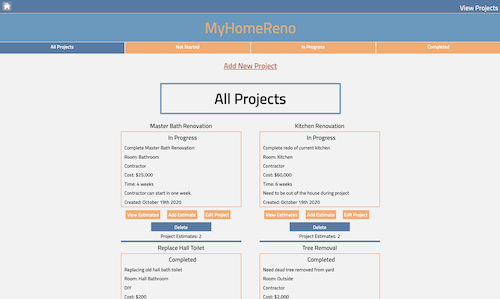 View Projects
MyHomeReno
All Projects
Not Started
In Progress
Completed
Add New Project
All Projects
Master Bath Renovation
In Progress
Complete Master Bath Renovation
Room: Bathroom
Contractor
Cost: $25,000
Time: 4 weeks
Contractor can start in one week.
Created: October 19th 2020
View Estimates
Add Estimate
Edit Project
Delete
Project Estimates: 2
Kitchen Renovation
In Progress
Complete redo of current kitchen
Room: Kitchen
Contractor
Cost: $60,000
Time: 6 weeks
Need to be out of the house during project
Created: October 19th 2020
View Estimates
Add Estimate
Edit Project
Delete
Project Estimates: 2
Replace Hall Toilet
Completed
Replacing old hall bath toilet
Room: Hall Bathroom
DIY
Cost: $200
Tree Removal
Completed
Need dead tree removed from yard
Room: Outside
Contractor
Cost: $2,000